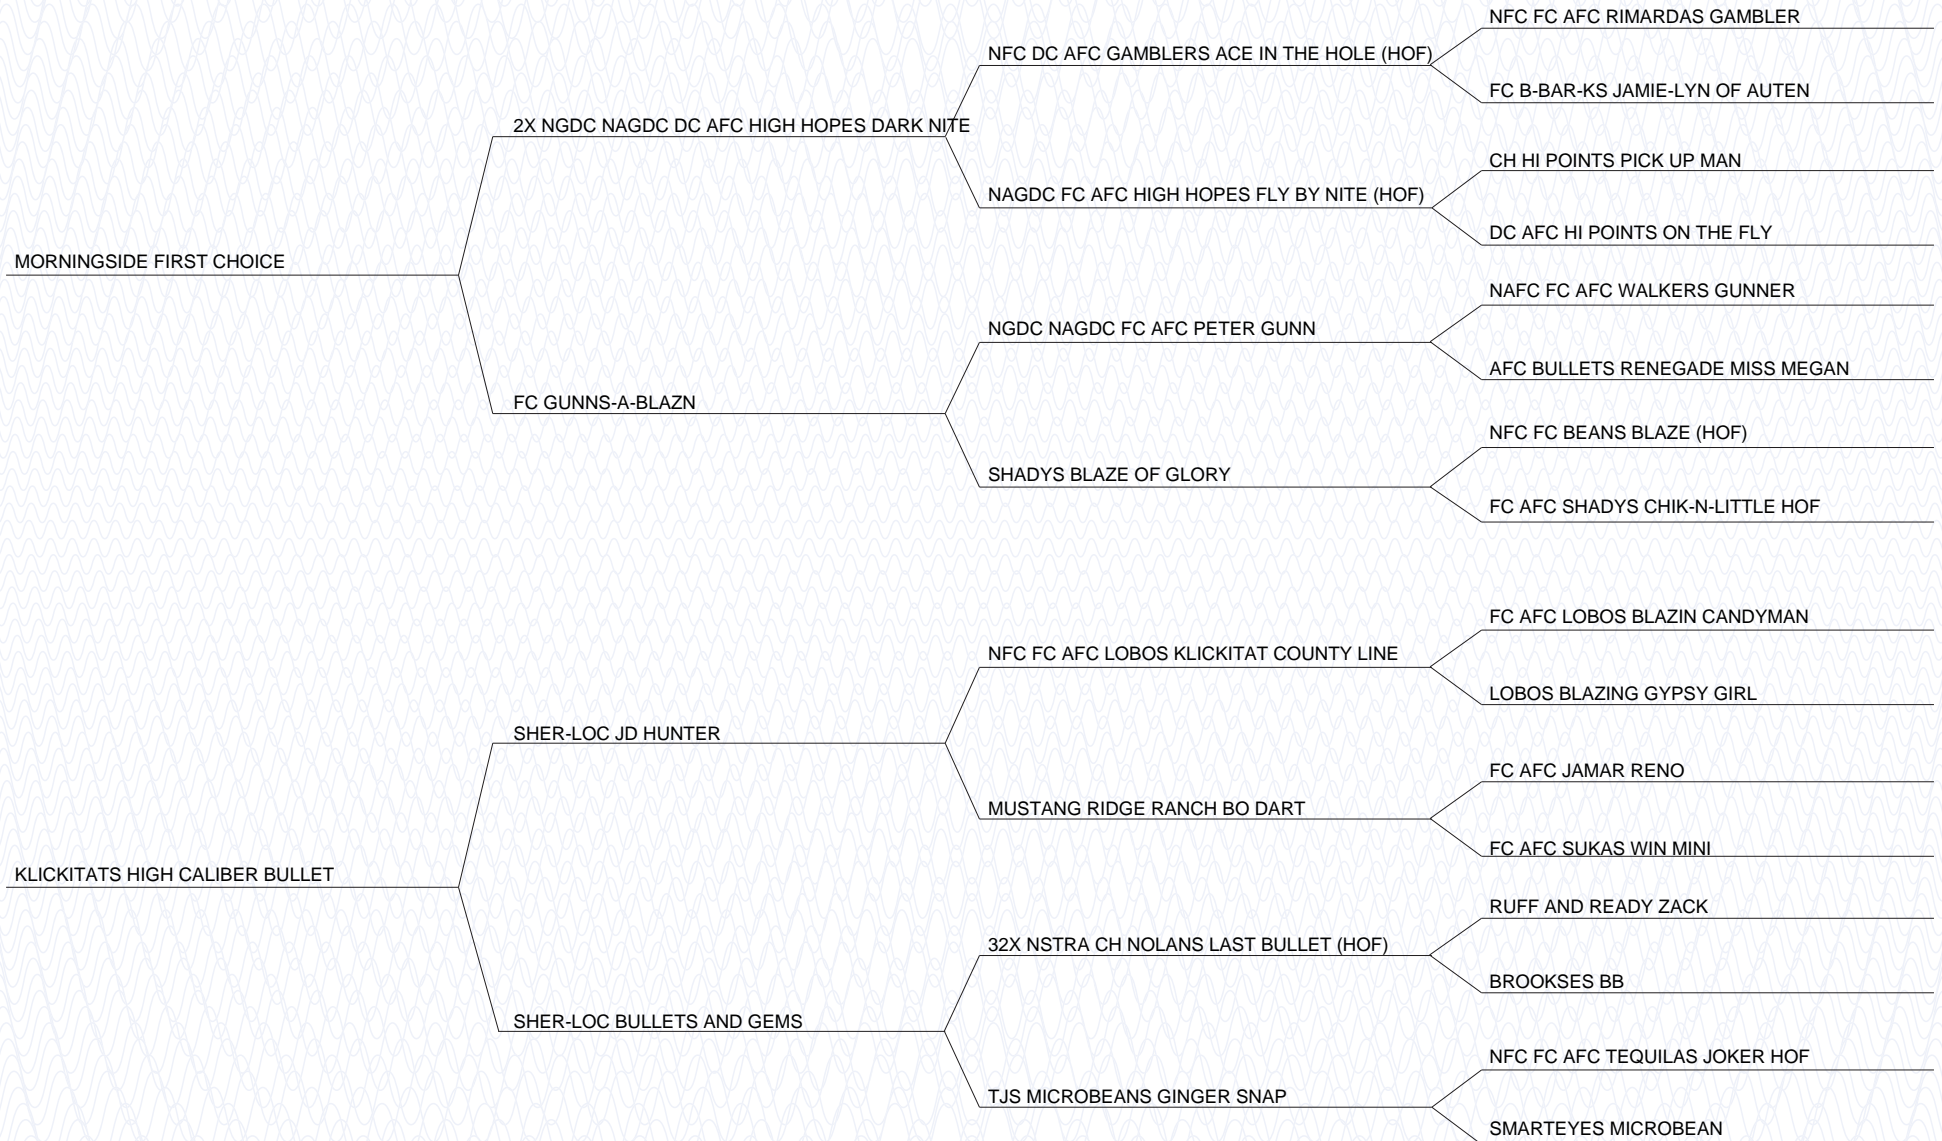 NFC FC AFC RIMARDAS GAMBLER
NFC DC AFC GAMBLERS ACE IN THE HOLE (HOF)
FC B-BAR-KS JAMIE-LYN OF AUTEN
2X NGDC NAGDC DC AFC HIGH HOPES DARK NITE
CH HI POINTS PICK UP MAN
NAGDC FC AFC HIGH HOPES FLY BY NITE (HOF)
DC AFC HI POINTS ON THE FLY
MORNINGSIDE FIRST CHOICE
NAFC FC AFC WALKERS GUNNER
NGDC NAGDC FC AFC PETER GUNN
AFC BULLETS RENEGADE MISS MEGAN
FC GUNNS-A-BLAZN
NFC FC BEANS BLAZE (HOF)
SHADYS BLAZE OF GLORY
FC AFC SHADYS CHIK-N-LITTLE HOF
FC AFC LOBOS BLAZIN CANDYMAN
NFC FC AFC LOBOS KLICKITAT COUNTY LINE
LOBOS BLAZING GYPSY GIRL
SHER-LOC JD HUNTER
FC AFC JAMAR RENO
MUSTANG RIDGE RANCH BO DART
FC AFC SUKAS WIN MINI
KLICKITATS HIGH CALIBER BULLET
RUFF AND READY ZACK
32X NSTRA CH NOLANS LAST BULLET (HOF)
BROOKSES BB
SHER-LOC BULLETS AND GEMS
NFC FC AFC TEQUILAS JOKER HOF
TJS MICROBEANS GINGER SNAP
SMARTEYES MICROBEAN